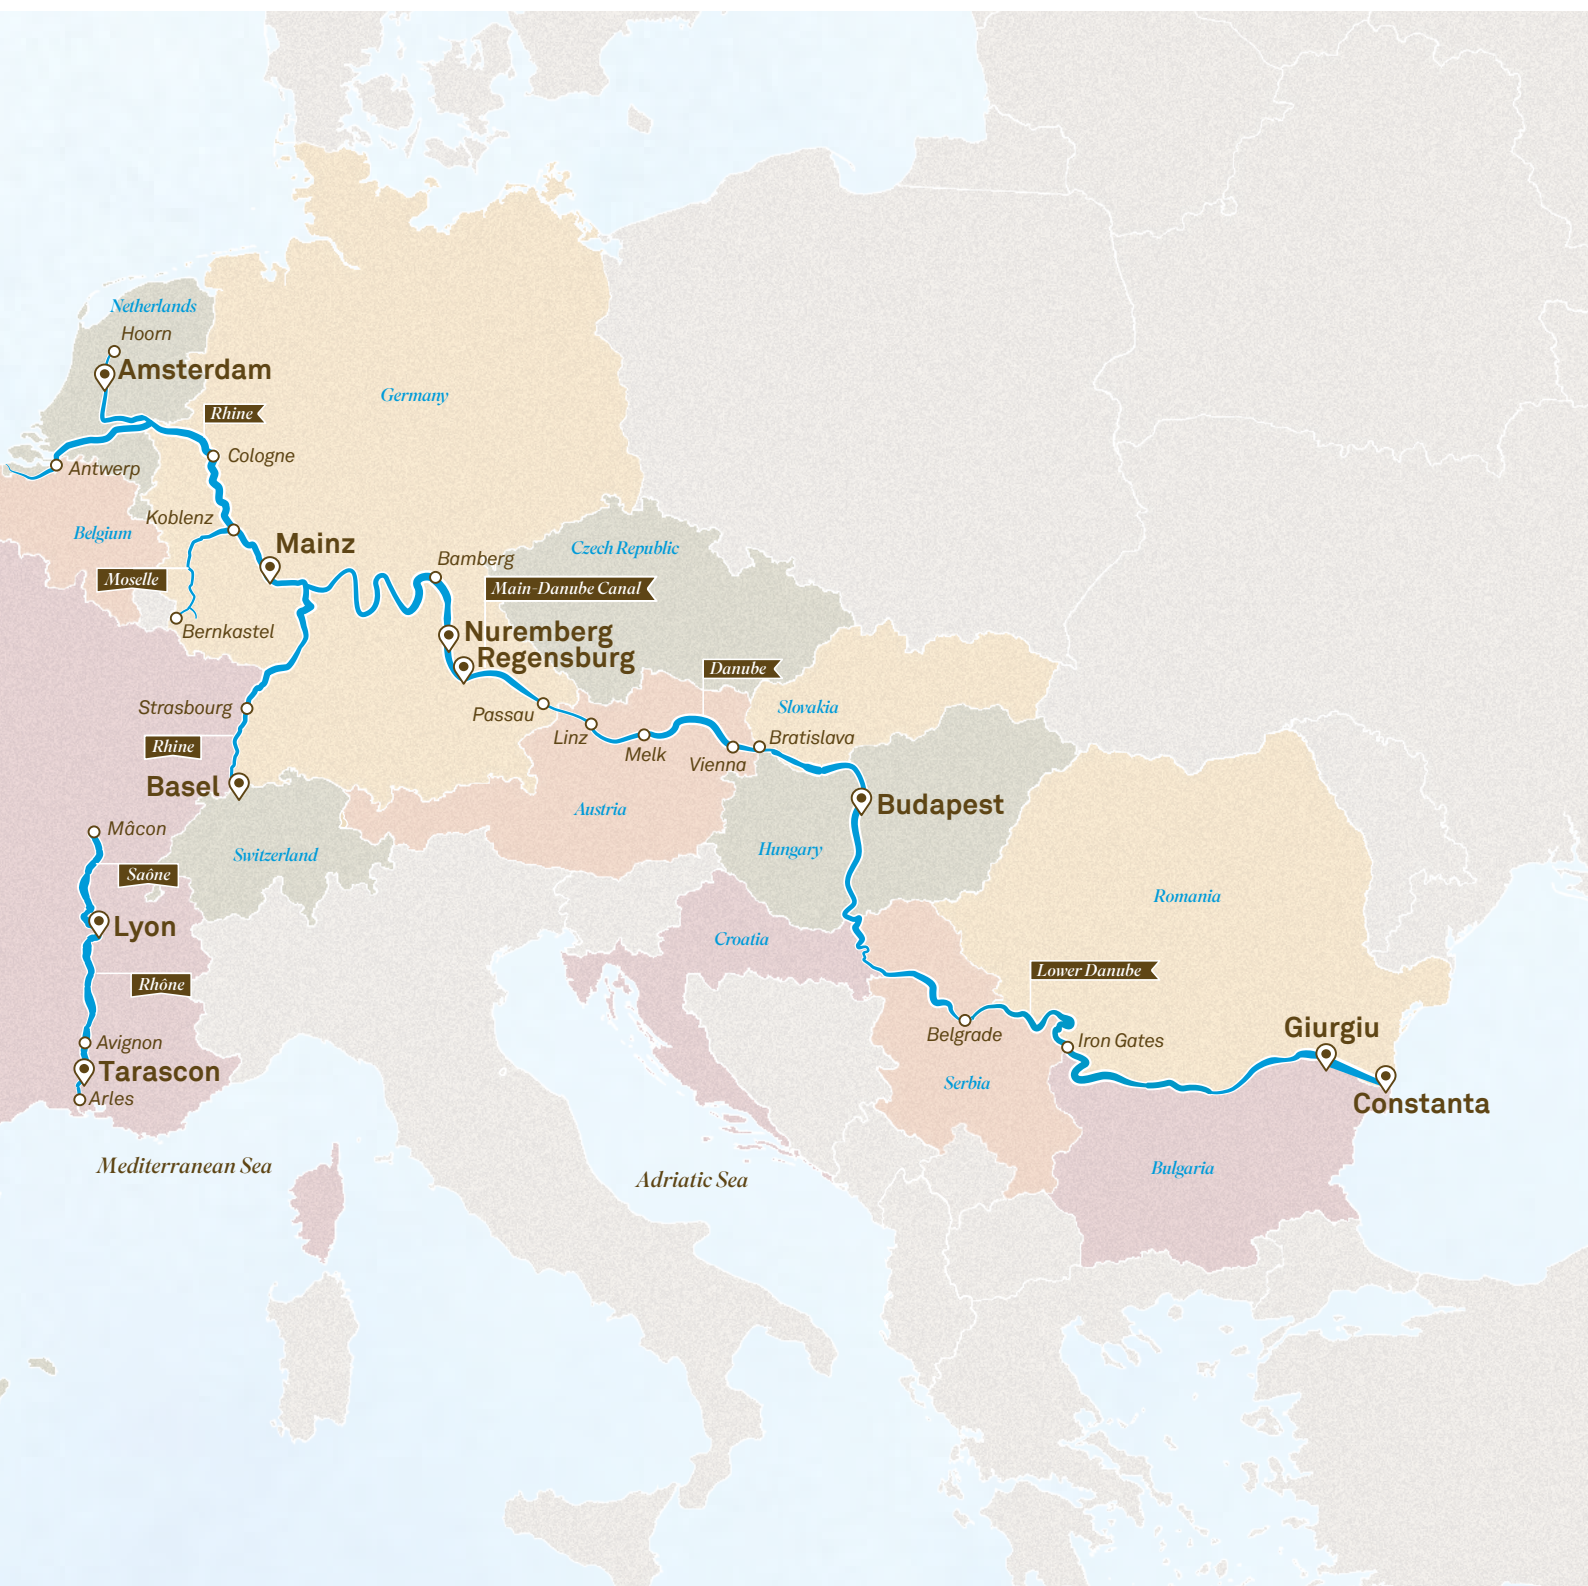 Netherlands
Hoorn
Amsterdam
Germany
Rhine
Cologne
Antwerp
Koblenz
Belgium
Mainz
Czech Republic
Bamberg
Moselle
Main-Danube Canal
Bernkastel
Nuremberg
Regensburg
Danube
Strasbourg
Passau
Slovakia
Linz
Bratislava
Rhine
Melk
Vienna
Basel
Austria
Budapest
Mâcon
Switzerland
Hungary
Saône
Romania
Lyon
Croatia
Rhône
Lower Danube
Giurgiu
Belgrade
Avignon
Iron Gates
Tarascon
Serbia
Arles
Constanta
Mediterranean Sea
Bulgaria
Adriatic Sea